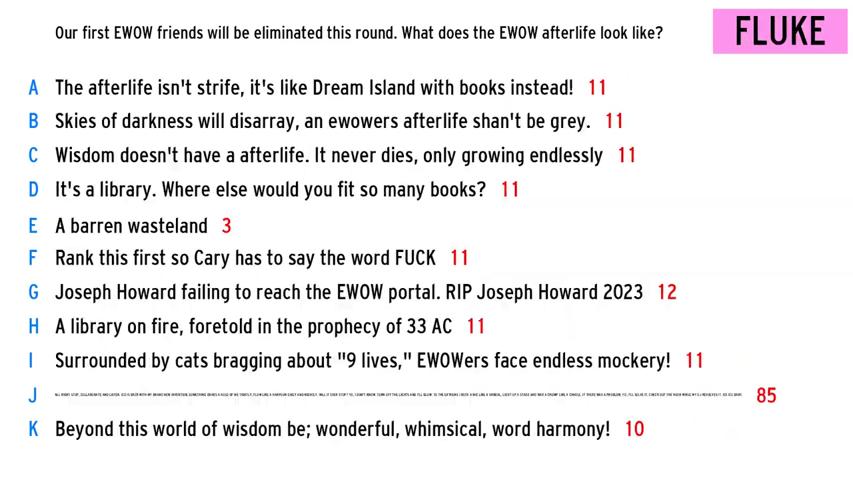 Our first EWOW friends will be eliminated this round. What does the EWOW afterlife look like?
FLUKE
A The afterlife isn't strife, it's like Dream Island with books instead! 11
B Skies of darkness will disarray, an ewowers afterlife shan't be grey. 11
C Wisdom doesn't have a afterlife. It never dies, only growing endlessly 11
D It's a library. Where else would you fit so many books? 11
E A barren wasteland 3
F Rank this first so Cary has to say the word FUCK 11
G Joseph Howard failing to reach the EWOW portal. RIP Joseph Howard 2023 12
H A library on fire, foretold in the prophecy of 33 AC 11
I Surrounded by cats bragging about "9 lives," EWOWers face endless mockery! 11
J 85
K Beyond this world of wisdom be; wonderful, whimsical, word harmony! 10